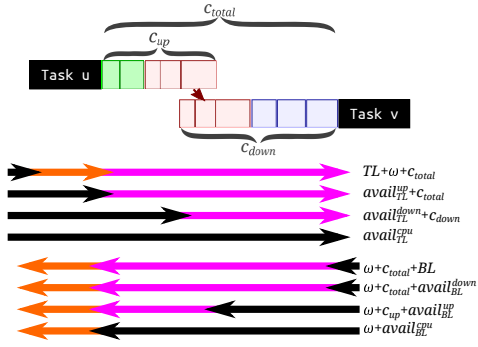 c_total
c_up
Task u
Task v
c_down
TL+ω+c_total
avail_TL^up+c_total
avail_TL^down+c_down
avail_TL^cpu
ω+c_total+BL
ω+c_total+avail_BL^down
ω+c_up+avail_BL^up
ω+avail_BL^cpu